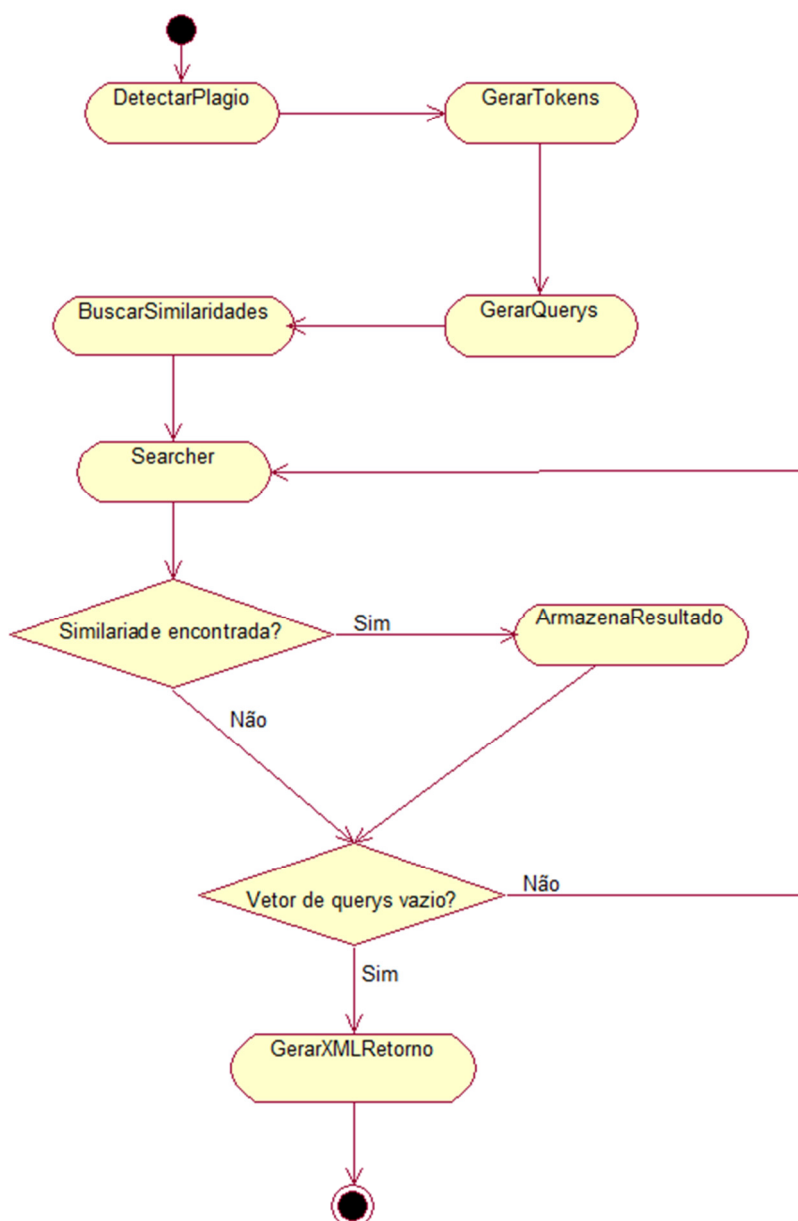 DetectarPlagio
GerarTokens
BuscarSimilaridades
GerarQuerys
Searcher
Similariade encontrada?
Sim
ArmazenaResultado
Não
Vetor de querys vazio?
Não
Sim
GerarXMLRetorno